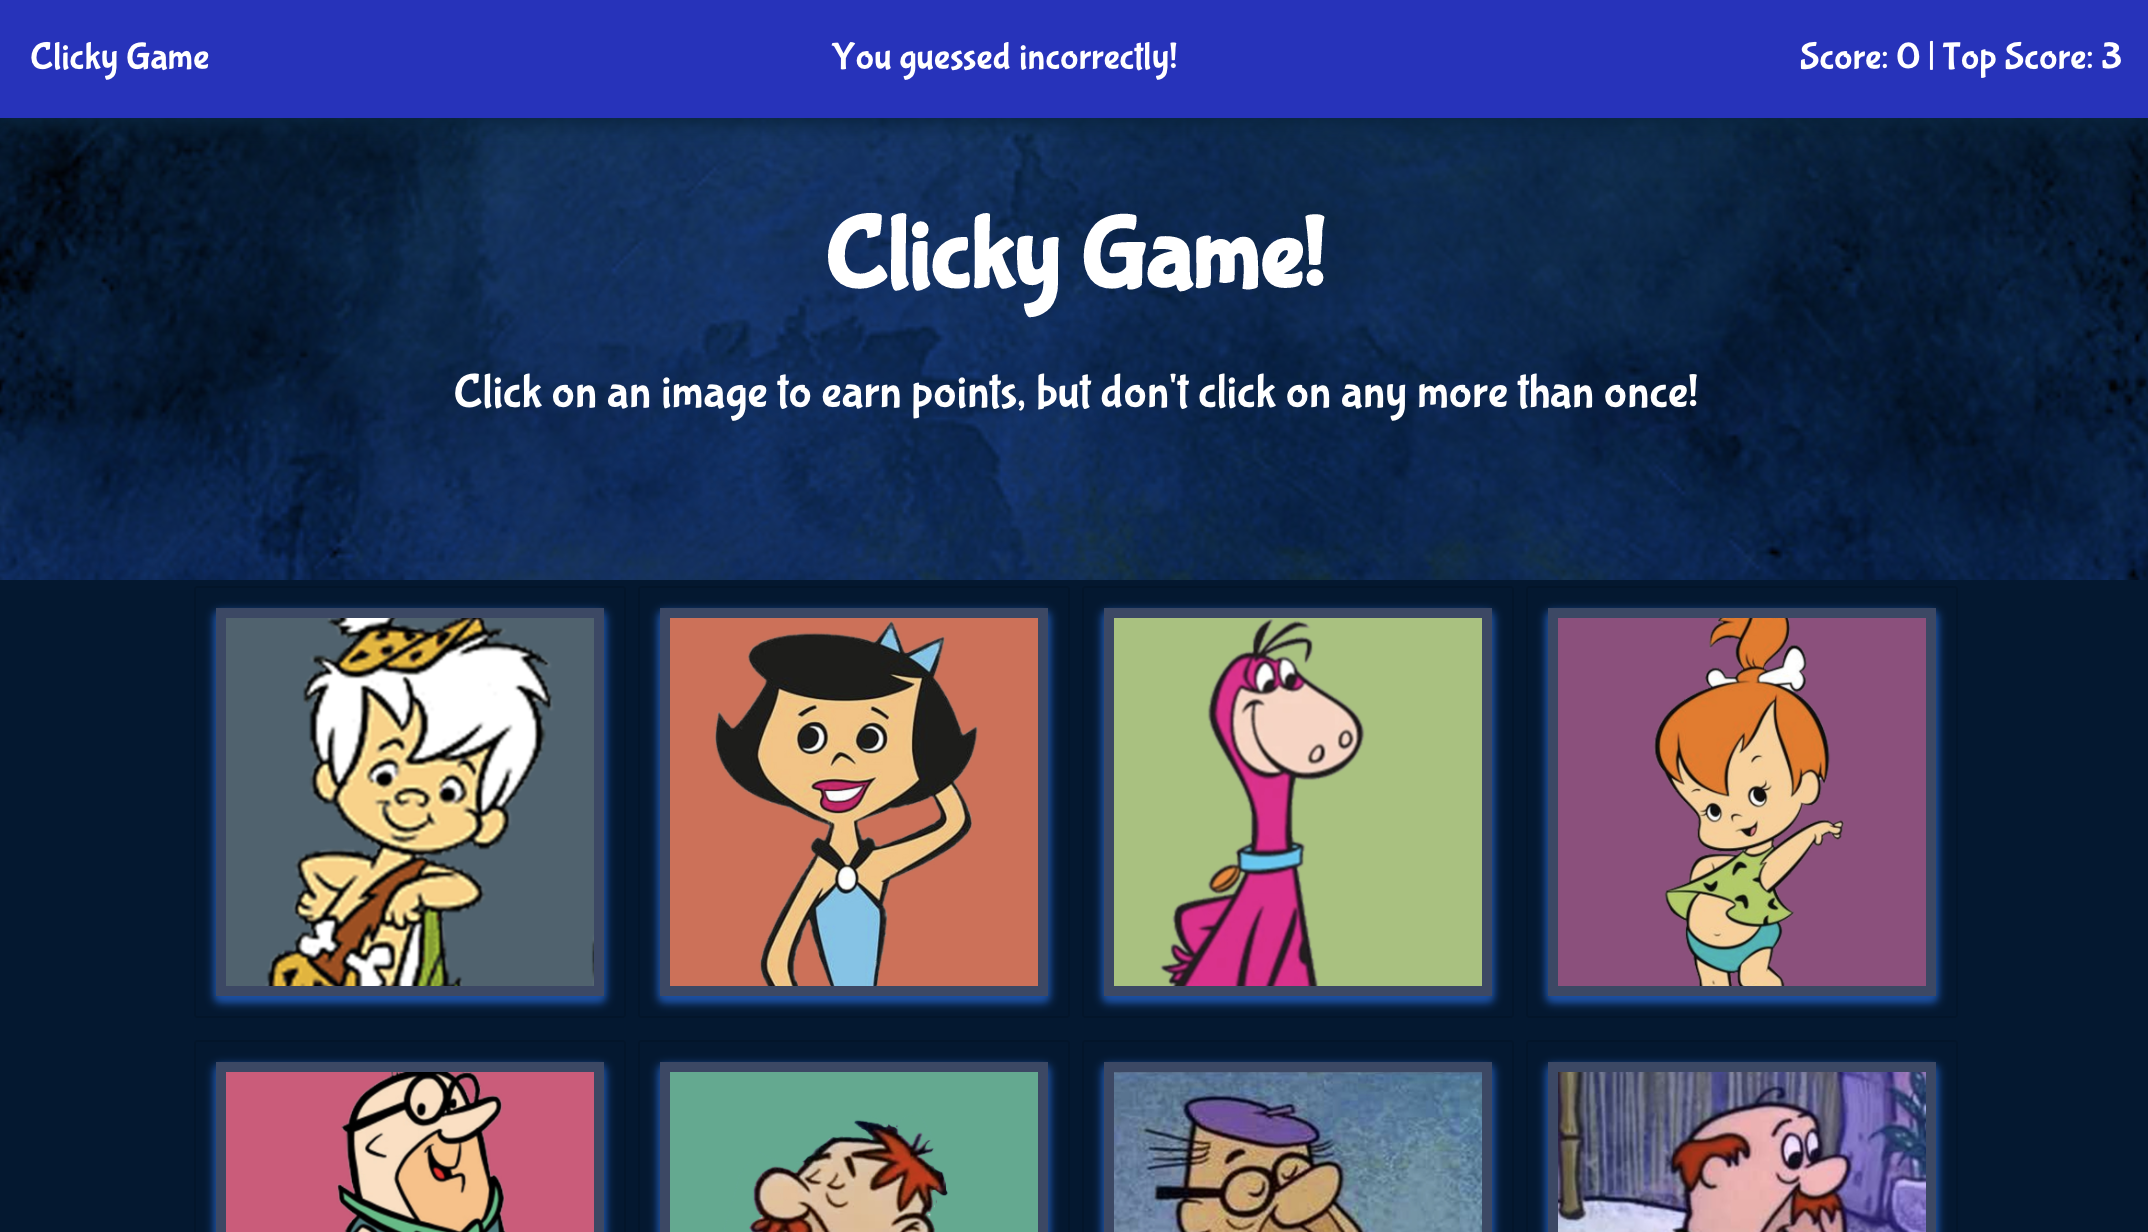 Clicky Game
You guessed incorrectly!
Score: 0 | Top Score: 3
Clicky Game!
Click on an image to earn points, but don't click on any more than once!